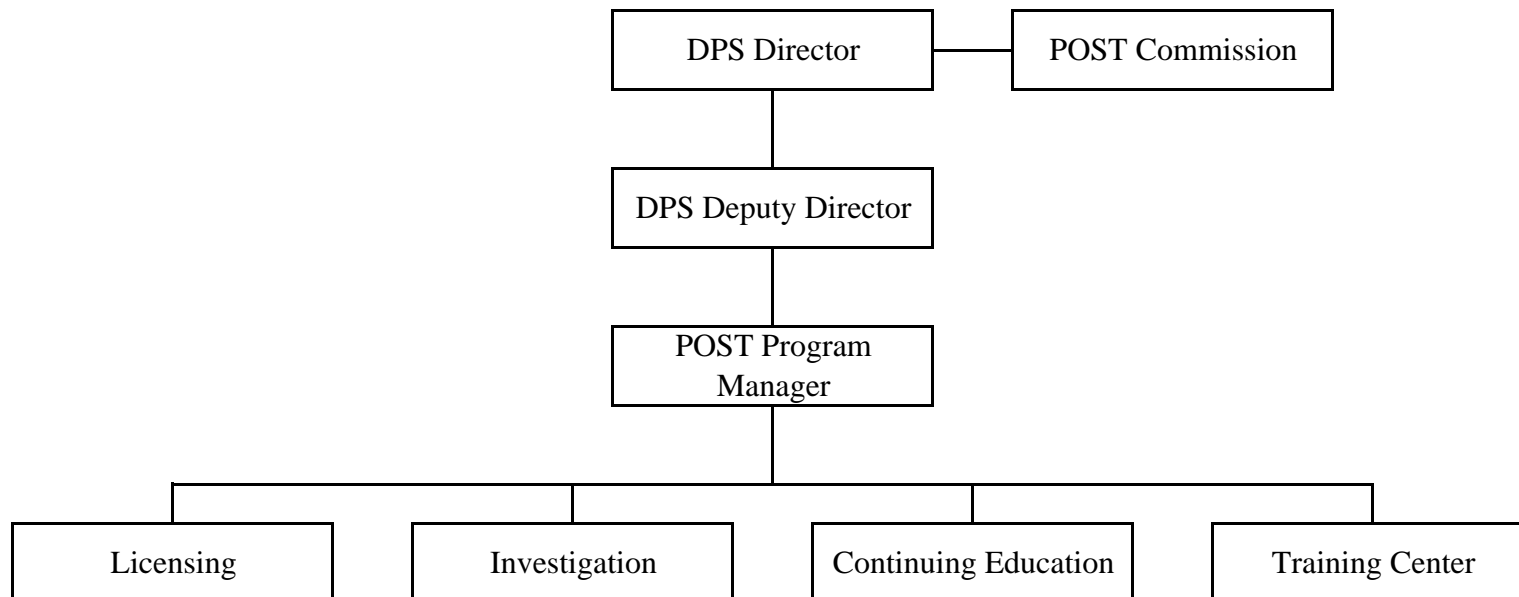 DPS Director
POST Commission
DPS Deputy Director
POST Program
Manager
Licensing
Investigation
Continuing Education
Training Center